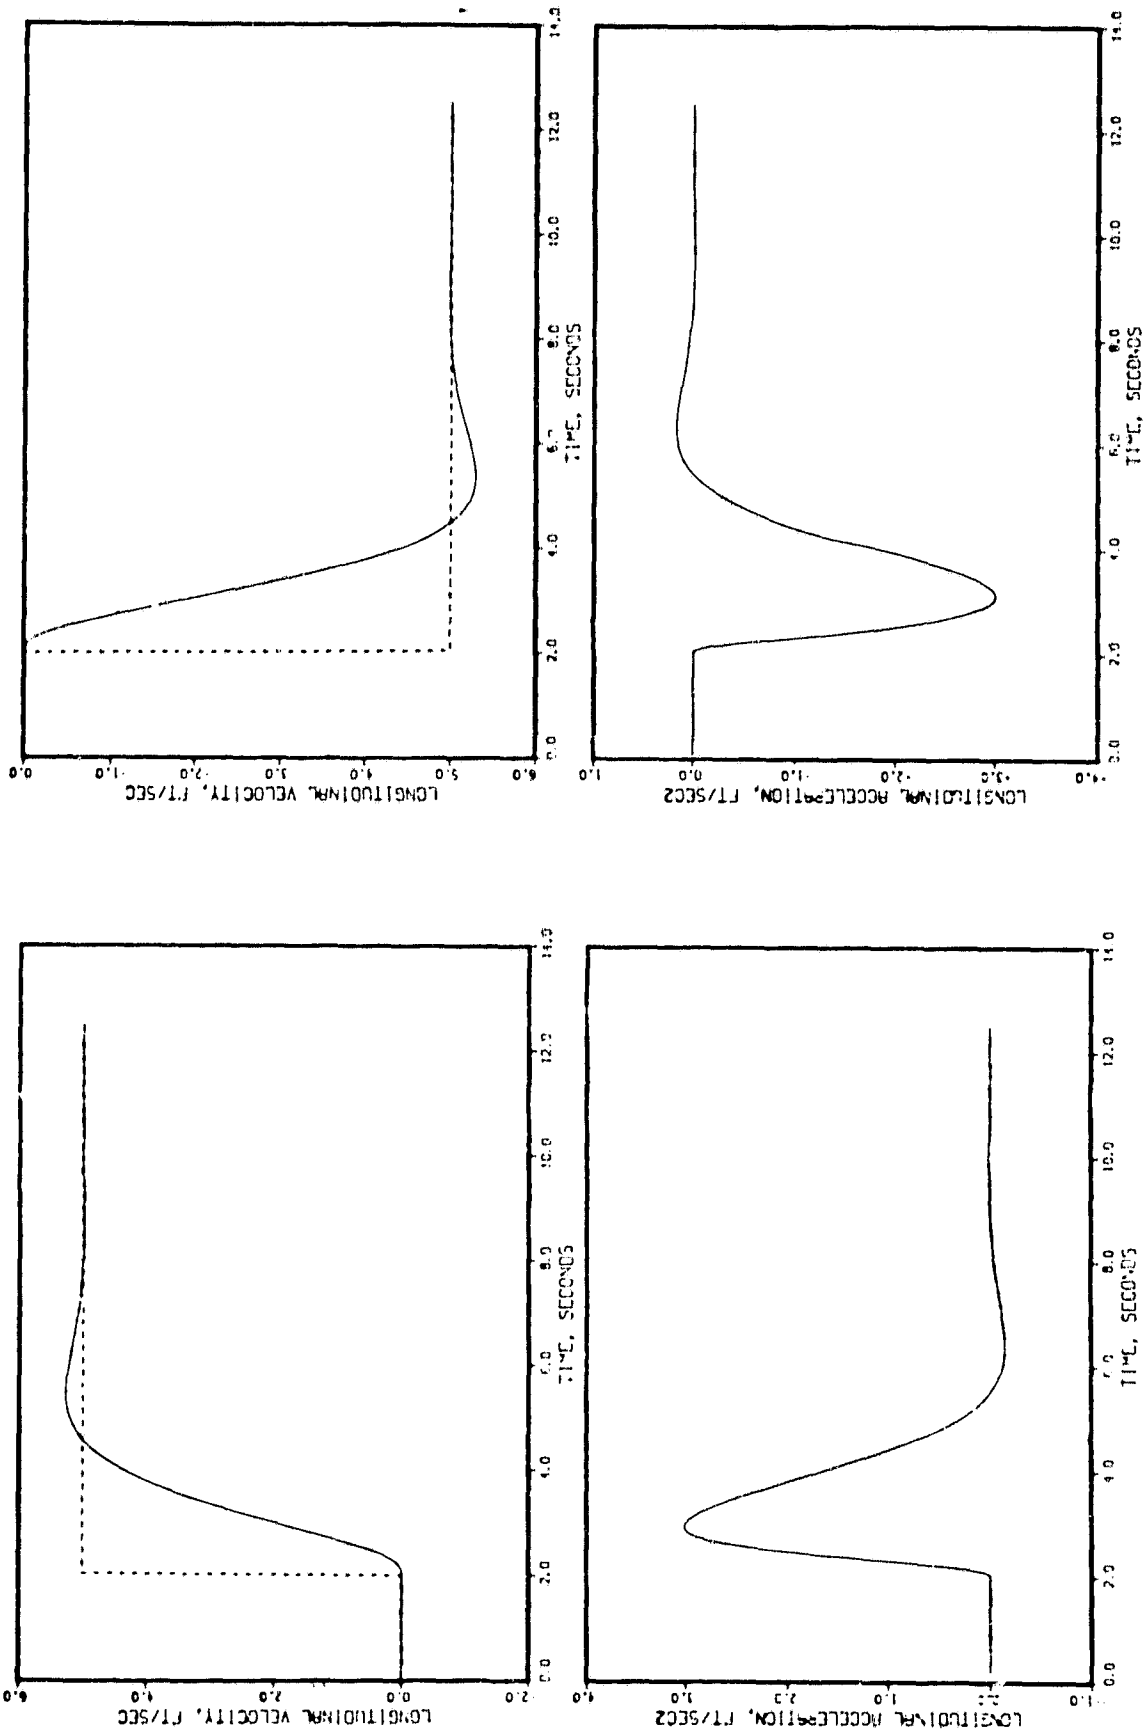 LONGITUDINAL VELOCITY, FT/SEC
6.0
4.0
2.0
0.0
-2.0
0.0 2.0 4.0 6.0 8.0 10.0 12.0 14.0
TIME, SECONDS
LONGITUDINAL ACCELERATION, FT/SEC2
4.0
3.0
2.0
1.0
0.0
-1.0
0.0 2.0 4.0 6.0 8.0 10.0 12.0 14.0
TIME, SECONDS
LONGITUDINAL VELOCITY, FT/SEC
0.0
-1.0
-2.0
-3.0
-4.0
-5.0
-6.0
0.0 2.0 4.0 6.0 8.0 10.0 12.0 14.0
TIME, SECONDS
LONGITUDINAL ACCELERATION, FT/SEC2
1.0
0.0
-1.0
-2.0
-3.0
-4.0
0.0 2.0 4.0 6.0 8.0 10.0 12.0 14.0
TIME, SECONDS